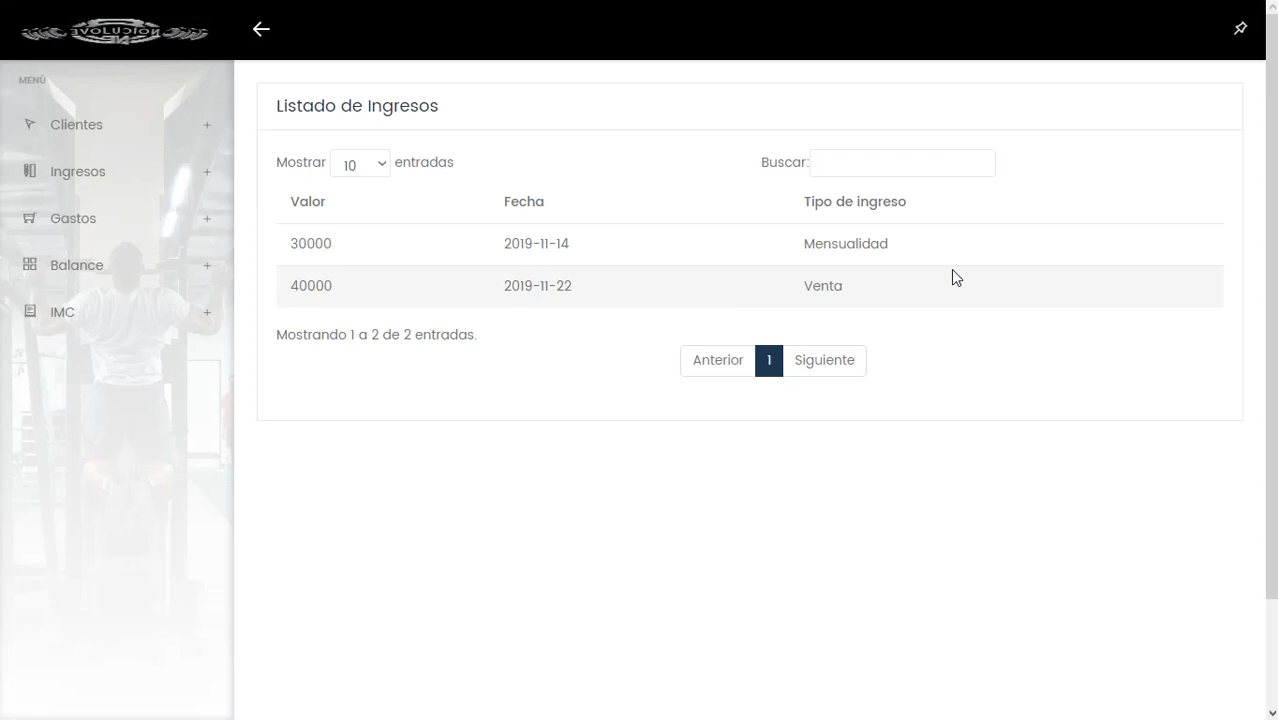 EVOLUCIÓN
MENÚ
Clientes +
Ingresos +
Gastos +
Balance +
IMC +
Listado de Ingresos
Mostrar 10 entradas Buscar:
Valor Fecha Tipo de ingreso
30000 2019-11-14 Mensualidad
40000 2019-11-22 Venta
Mostrando 1 a 2 de 2 entradas.
Anterior 1 Siguiente